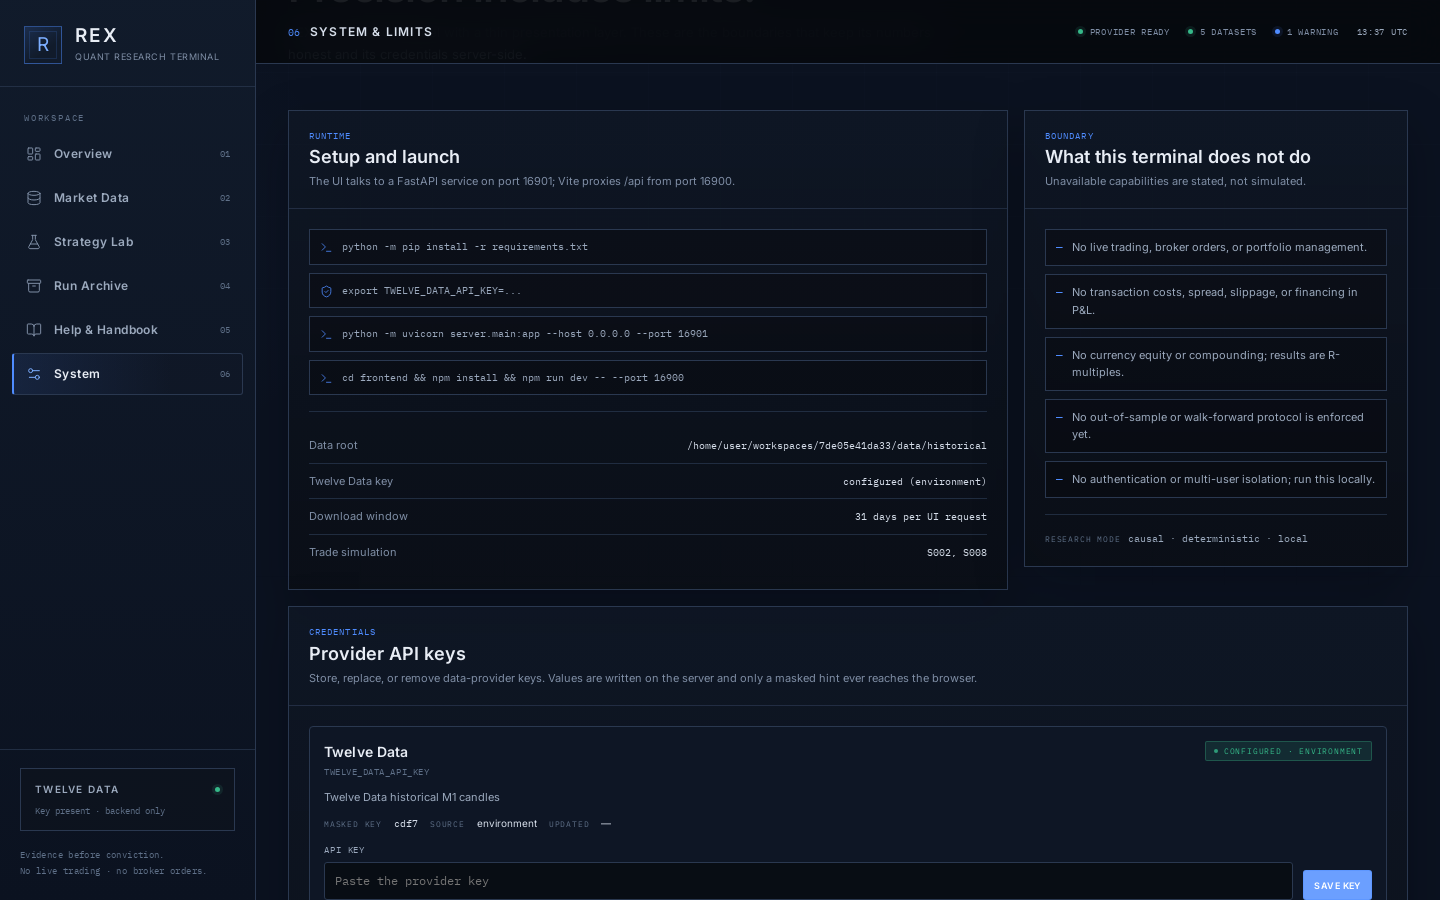 R
REX
QUANT RESEARCH TERMINAL
WORKSPACE
Overview 01
Market Data 02
Strategy Lab 03
Run Archive 04
Help & Handbook 05
System 06
TWELVE DATA
Key present · backend only
Evidence before conviction.
No live trading · no broker orders.
06 SYSTEM & LIMITS
PROVIDER READY 5 DATASETS 1 WARNING 13:37 UTC
honest and its credentials server-side.
RUNTIME
Setup and launch
The UI talks to a FastAPI service on port 16901; Vite proxies /api from port 16900.
python -m pip install -r requirements.txt
export TWELVE_DATA_API_KEY=...
python -m uvicorn server.main:app --host 0.0.0.0 --port 16901
cd frontend && npm install && npm run dev -- --port 16900
Data root /home/user/workspaces/7de05e41da33/data/historical
Twelve Data key configured (environment)
Download window 31 days per UI request
Trade simulation S002, S008
BOUNDARY
What this terminal does not do
Unavailable capabilities are stated, not simulated.
— No live trading, broker orders, or portfolio management.
— No transaction costs, spread, slippage, or financing in
P&L.
— No currency equity or compounding; results are R-
multiples.
— No out-of-sample or walk-forward protocol is enforced
yet.
— No authentication or multi-user isolation; run this locally.
RESEARCH MODE causal · deterministic · local
CREDENTIALS
Provider API keys
Store, replace, or remove data-provider keys. Values are written on the server and only a masked hint ever reaches the browser.
Twelve Data
CONFIGURED · ENVIRONMENT
TWELVE_DATA_API_KEY
Twelve Data historical M1 candles
MASKED KEY cdf7 SOURCE environment UPDATED —
API KEY
Paste the provider key
SAVE KEY